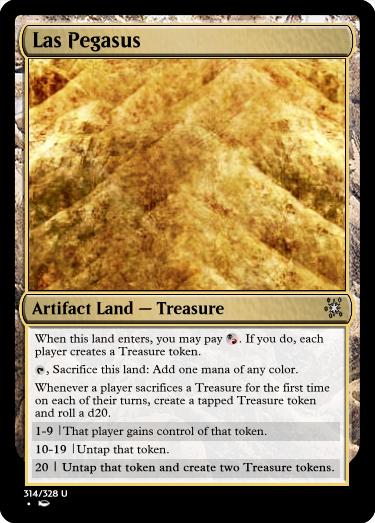 Las Pegasus
Artifact Land — Treasure
When this land enters, you may pay . If you do, each
player creates a Treasure token.
, Sacrifice this land: Add one mana of any color.
Whenever a player sacrifices a Treasure for the first time
on each of their turns, create a tapped Treasure token
and roll a d20.
1-9 | That player gains control of that token.
10-19 | Untap that token.
20 | Untap that token and create two Treasure tokens.
314/328 U